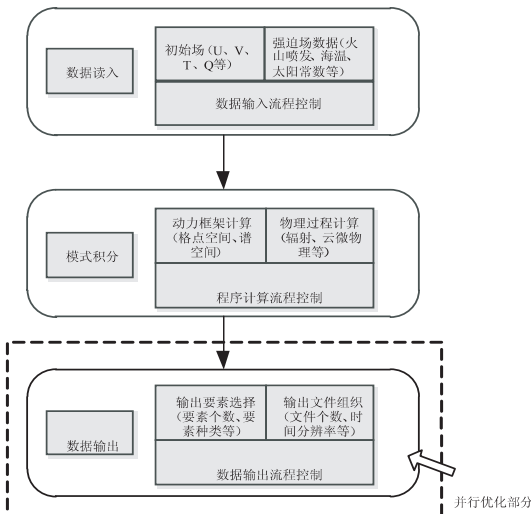 数据读入
初始场(U、V、
T、Q等)
强迫场数据(火
山喷发、海温、
太阳常数等)
数据输入流程控制
模式积分
动力框架计算
(格点空间、谱
空间)
物理过程计算
(辐射、云微物
理等)
程序计算流程控制
数据输出
输出要素选择
(要素个数、要
素种类等)
输出文件组织
(文件个数、时
间分辨率等)
数据输出流程控制
并行优化部分